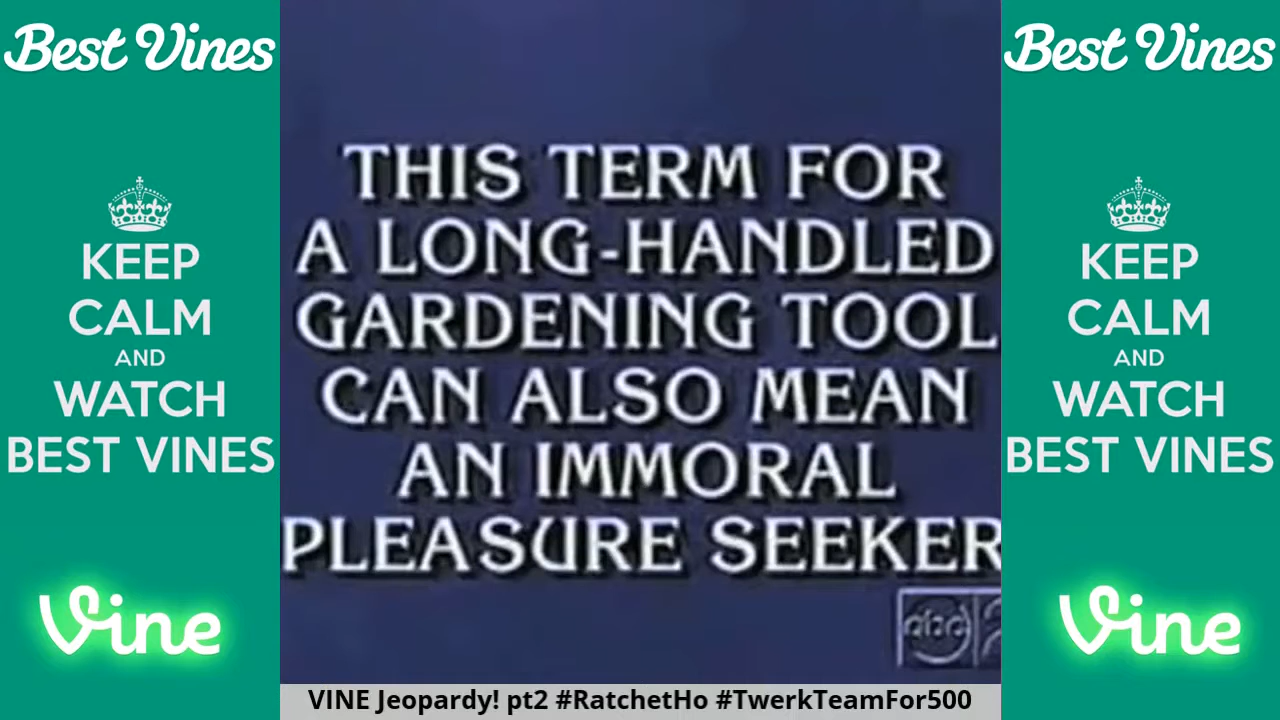 Best Vines
KEEP
CALM
AND
WATCH
BEST VINES
Vine
THIS TERM FOR
A LONG-HANDLED
GARDENING TOOL
CAN ALSO MEAN
AN IMMORAL
PLEASURE SEEKER
abc
VINE Jeopardy! pt2 #RatchetHo #TwerkTeamFor500
Best Vines
KEEP
CALM
AND
WATCH
BEST VINES
Vine